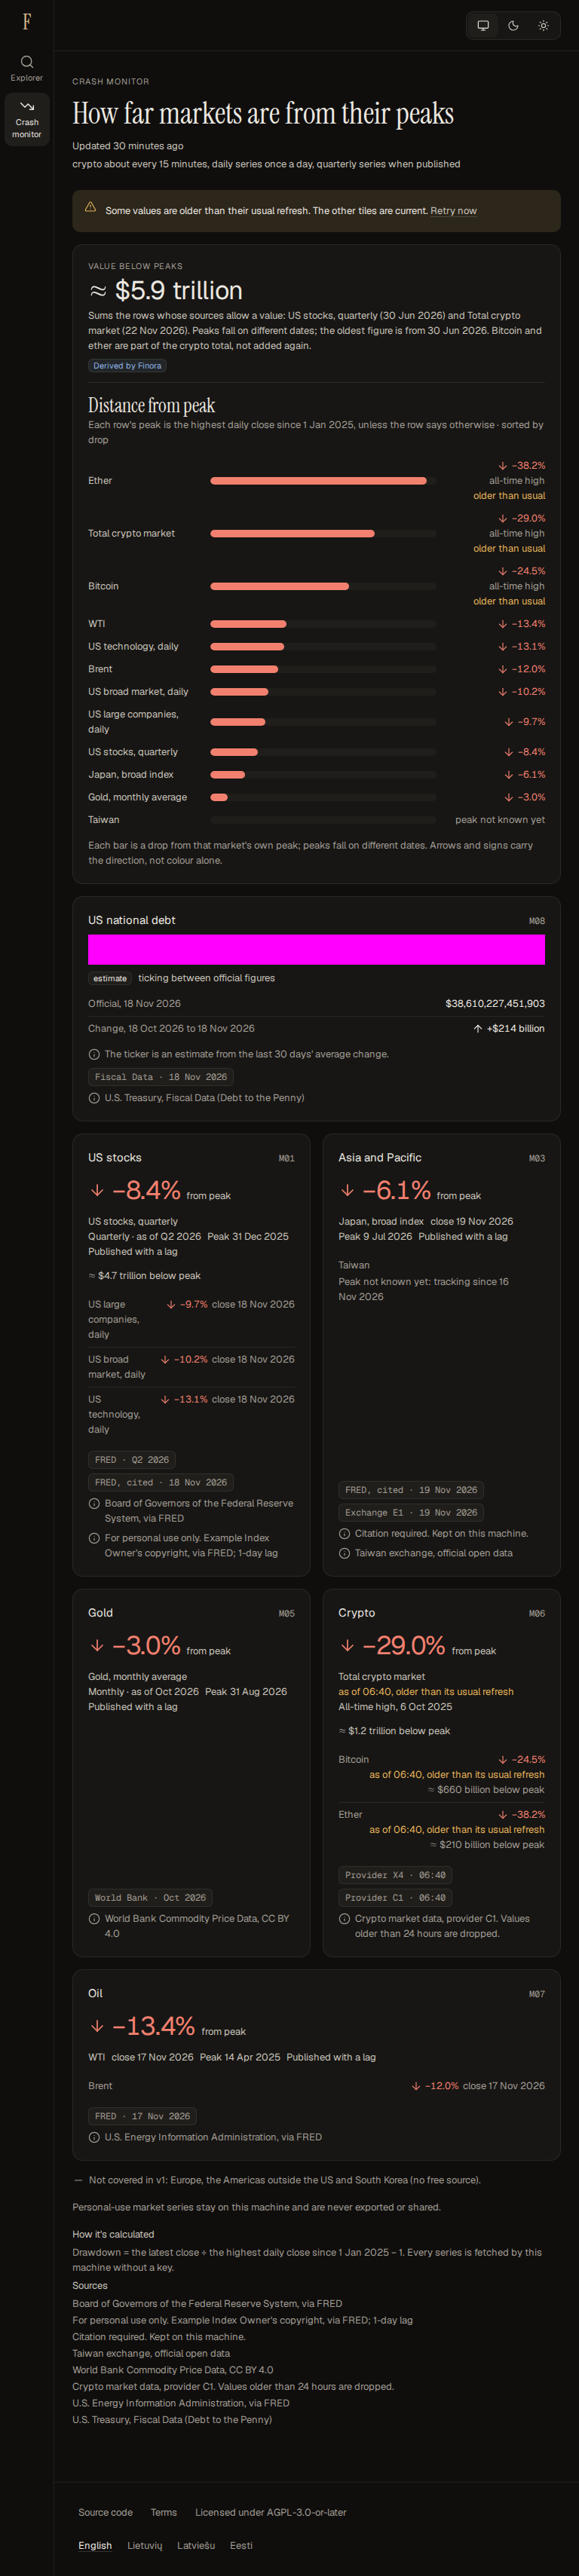 F
Explorer
Crash
monitor
CRASH MONITOR
How far markets are from their peaks
Updated 30 minutes ago
crypto about every 15 minutes, daily series once a day, quarterly series when published
Some values are older than their usual refresh. The other tiles are current. Retry now
VALUE BELOW PEAKS
≈ $5.9 trillion
Sums the rows whose sources allow a value: US stocks, quarterly (30 Jun 2026) and Total crypto
market (22 Nov 2026). Peaks fall on different dates; the oldest figure is from 30 Jun 2026. Bitcoin and
ether are part of the crypto total, not added again.
Derived by Finora
Distance from peak
Each row's peak is the highest daily close since 1 Jan 2025, unless the row says otherwise · sorted by
drop
Ether
↓ −38.2%
all-time high
older than usual
Total crypto market
↓ −29.0%
all-time high
older than usual
Bitcoin
↓ −24.5%
all-time high
older than usual
WTI ↓ −13.4%
US technology, daily ↓ −13.1%
Brent ↓ −12.0%
US broad market, daily ↓ −10.2%
US large companies,
daily
↓ −9.7%
US stocks, quarterly ↓ −8.4%
Japan, broad index ↓ −6.1%
Gold, monthly average ↓ −3.0%
Taiwan peak not known yet
Each bar is a drop from that market's own peak; peaks fall on different dates. Arrows and signs carry
the direction, not colour alone.
US national debt M08
estimate ticking between official figures
Official, 18 Nov 2026 $38,610,227,451,903
Change, 18 Oct 2026 to 18 Nov 2026 ↑ +$214 billion
The ticker is an estimate from the last 30 days' average change.
Fiscal Data · 18 Nov 2026
U.S. Treasury, Fiscal Data (Debt to the Penny)
US stocks M01
↓ −8.4% from peak
US stocks, quarterly
Quarterly · as of Q2 2026 Peak 31 Dec 2025
Published with a lag
≈ $4.7 trillion below peak
US large
companies,
daily
↓ −9.7% close 18 Nov 2026
US broad
market, daily
↓ −10.2% close 18 Nov 2026
US
technology,
daily
↓ −13.1% close 18 Nov 2026
FRED · Q2 2026
FRED, cited · 18 Nov 2026
Board of Governors of the Federal Reserve
System, via FRED
For personal use only. Example Index
Owner's copyright, via FRED; 1-day lag
Asia and Pacific M03
↓ −6.1% from peak
Japan, broad index close 19 Nov 2026
Peak 9 Jul 2026 Published with a lag
Taiwan
Peak not known yet: tracking since 16
Nov 2026
FRED, cited · 19 Nov 2026
Exchange E1 · 19 Nov 2026
Citation required. Kept on this machine.
Taiwan exchange, official open data
Gold M05
↓ −3.0% from peak
Gold, monthly average
Monthly · as of Oct 2026 Peak 31 Aug 2026
Published with a lag
World Bank · Oct 2026
World Bank Commodity Price Data, CC BY
4.0
Crypto M06
↓ −29.0% from peak
Total crypto market
as of 06:40, older than its usual refresh
All-time high, 6 Oct 2025
≈ $1.2 trillion below peak
Bitcoin ↓ −24.5%
as of 06:40, older than its usual refresh
≈ $660 billion below peak
Ether ↓ −38.2%
as of 06:40, older than its usual refresh
≈ $210 billion below peak
Provider X4 · 06:40
Provider C1 · 06:40
Crypto market data, provider C1. Values
older than 24 hours are dropped.
Oil M07
↓ −13.4% from peak
WTI close 17 Nov 2026 Peak 14 Apr 2025 Published with a lag
Brent ↓ −12.0% close 17 Nov 2026
FRED · 17 Nov 2026
U.S. Energy Information Administration, via FRED
— Not covered in v1: Europe, the Americas outside the US and South Korea (no free source).
Personal-use market series stay on this machine and are never exported or shared.
How it's calculated
Drawdown = the latest close ÷ the highest daily close since 1 Jan 2025 − 1. Every series is fetched by this
machine without a key.
Sources
Board of Governors of the Federal Reserve System, via FRED
For personal use only. Example Index Owner's copyright, via FRED; 1-day lag
Citation required. Kept on this machine.
Taiwan exchange, official open data
World Bank Commodity Price Data, CC BY 4.0
Crypto market data, provider C1. Values older than 24 hours are dropped.
U.S. Energy Information Administration, via FRED
U.S. Treasury, Fiscal Data (Debt to the Penny)
Source code Terms Licensed under AGPL-3.0-or-later
English Lietuvių Latviešu Eesti